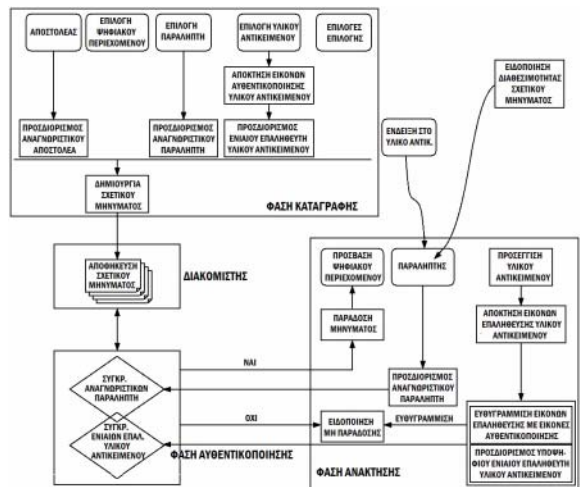 ΑΠΟΣΤΟΛΕΑΣ
ΕΠΙΛΟΓΗ
ΨΗΦΙΑΚΟΥ
ΠΕΡΙΕΧΟΜΕΝΟΥ
ΕΠΙΛΟΓΗ
ΠΑΡΑΛΗΠΤΗ
ΕΠΙΛΟΓΗ ΥΛΙΚΟΥ
ΑΝΤΙΚΕΙΜΕΝΟΥ
ΕΠΙΛΟΓΕΣ
ΕΠΙΛΟΓΗΣ
ΑΠΟΚΤΗΣΗ ΕΙΚΟΝΩΝ
ΑΥΘΕΝΤΙΚΟΠΟΙΗΣΗΣ
ΥΛΙΚΟΥ ΑΝΤΙΚΕΙΜΕΝΟΥ
ΠΡΟΣΔΙΟΡΙΣΜΟΣ
ΑΝΑΓΝΩΡΙΣΤΙΚΟΥ
ΑΠΟΣΤΟΛΕΑ
ΠΡΟΣΔΙΟΡΙΣΜΟΣ
ΑΝΑΓΝΩΡΙΣΤΙΚΟΥ
ΠΑΡΑΛΗΠΤΗ
ΠΡΟΣΔΙΟΡΙΣΜΟΣ
ΕΝΙΑΙΟΥ ΕΠΑΛΗΘΕΥΤΗ
ΥΛΙΚΟΥ ΑΝΤΙΚΕΙΜΕΝΟΥ
ΔΗΜΙΟΥΡΓΙΑ
ΣΧΕΤΙΚΟΥ
ΜΗΝΥΜΑΤΟΣ
ΦΑΣΗ ΚΑΤΑΓΡΑΦΗΣ
ΕΙΔΟΠΟΙΗΣΗ
ΔΙΑΘΕΣΙΜΟΤΗΤΑΣ
ΣΧΕΤΙΚΟΥ
ΜΗΝΥΜΑΤΟΣ
ΕΝΔΕΙΞΗ ΣΤΟ
ΥΛΙΚΟ ΑΝΤΙΚ.
ΑΠΟΘΗΚΕΥΣΗ
ΣΧΕΤΙΚΟΥ
ΜΗΝΥΜΑΤΟΣ
ΔΙΑΚΟΜΙΣΤΗΣ
ΠΡΟΣΒΑΣΗ
ΨΗΦΙΑΚΟΥ
ΠΕΡΙΕΧΟΜΕΝΟΥ
ΠΑΡΑΛΗΠΤΗΣ
ΠΡΟΣΕΓΓΙΣΗ
ΥΛΙΚΟΥ
ΑΝΤΙΚΕΙΜΕΝΟΥ
ΠΑΡΑΔΟΣΗ
ΜΗΝΥΜΑΤΟΣ
ΑΠΟΚΤΗΣΗ ΕΙΚΟΝΩΝ
ΕΠΑΛΗΘΕΥΣΗΣ ΥΛΙΚΟΥ
ΑΝΤΙΚΕΙΜΕΝΟΥ
ΝΑΙ
ΣΥΓΚΡ.
ΑΝΑΓΝΩΡΙΣΤΙΚΩΝ
ΠΑΡΑΛΗΠΤΗ
ΠΡΟΣΔΙΟΡΙΣΜΟΣ
ΑΝΑΓΝΩΡΙΣΤΙΚΟΥ
ΠΑΡΑΛΗΠΤΗ
ΟΧΙ
ΕΙΔΟΠΟΙΗΣΗ
ΜΗ ΠΑΡΑΔΟΣΗΣ
ΕΥΘΥΓΡΑΜΜΙΣΗ
ΕΥΘΥΓΡΑΜΜΙΣΗ ΕΙΚΟΝΩΝ
ΕΠΑΛΗΘΕΥΣΗΣ ΜΕ ΕΙΚΟΝΕΣ
ΑΥΘΕΝΤΙΚΟΠΟΙΗΣΗΣ
ΣΥΓΚΡ.
ΕΝΙΑΙΩΝ ΕΠΑΛ.
ΥΛΙΚΟΥ
ΑΝΤΙΚΕΙΜΕΝΟΥ
ΦΑΣΗ ΑΥΘΕΝΤΙΚΟΠΟΙΗΣΗΣ
ΠΡΟΣΔΙΟΡΙΣΜΟΣ ΥΠΟΨΗ-
ΦΙΟΥ ΕΝΙΑΙΟΥ ΕΠΑΛΗΘΕΥΤΗ
ΥΛΙΚΟΥ ΑΝΤΙΚΕΙΜΕΝΟΥ
ΦΑΣΗ ΑΝΑΚΤΗΣΗΣ